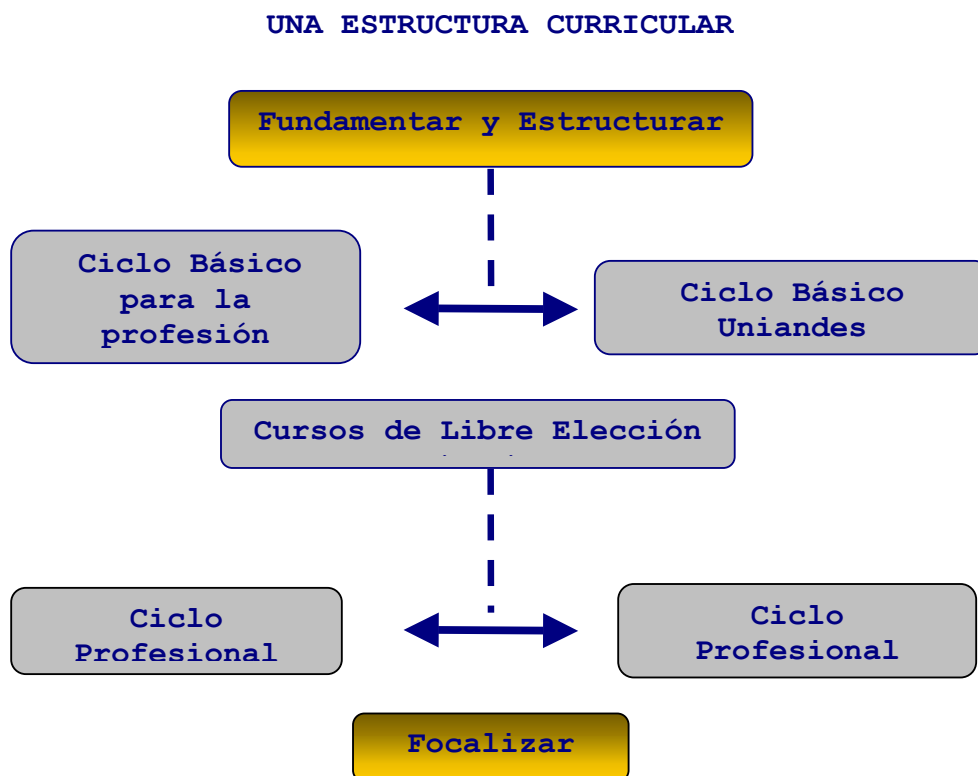 UNA ESTRUCTURA CURRICULAR
Fundamentar y Estructurar
Ciclo Básico
para la
profesión
Ciclo Básico
Uniandes
Cursos de Libre Elección
Ciclo
Profesional
Ciclo
Profesional
Focalizar